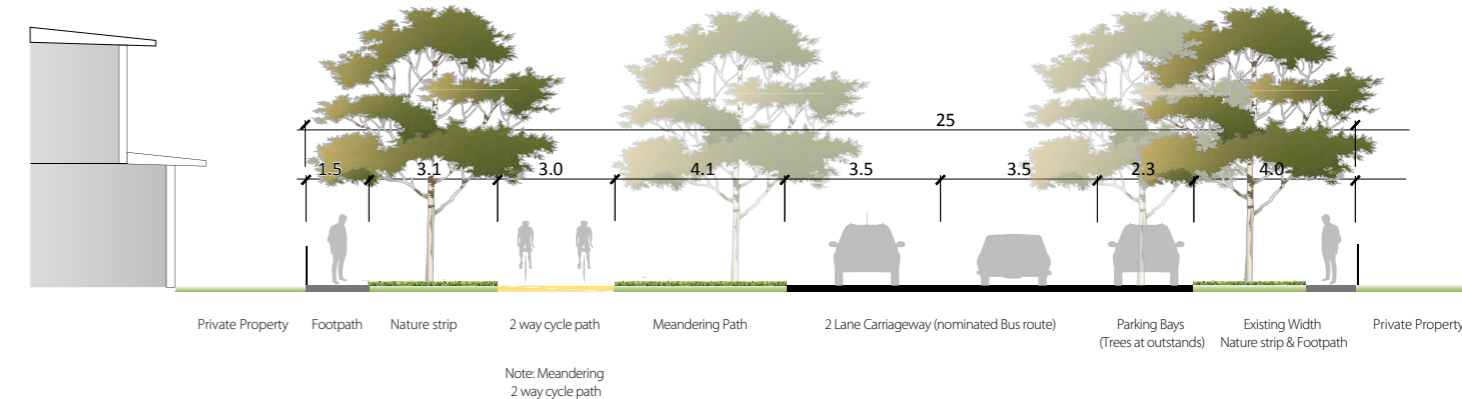 25
1.5
3.1
3.0
4.1
3.5
3.5
2.3
4.0
Private Property
Footpath
Nature strip
2 way cycle path
Meandering Path
2 Lane Carriageway (nominated Bus route)
Parking Bays
(Trees at outstands)
Existing Width
Nature strip & Footpath
Private Property
Note: Meandering
2 way cycle path